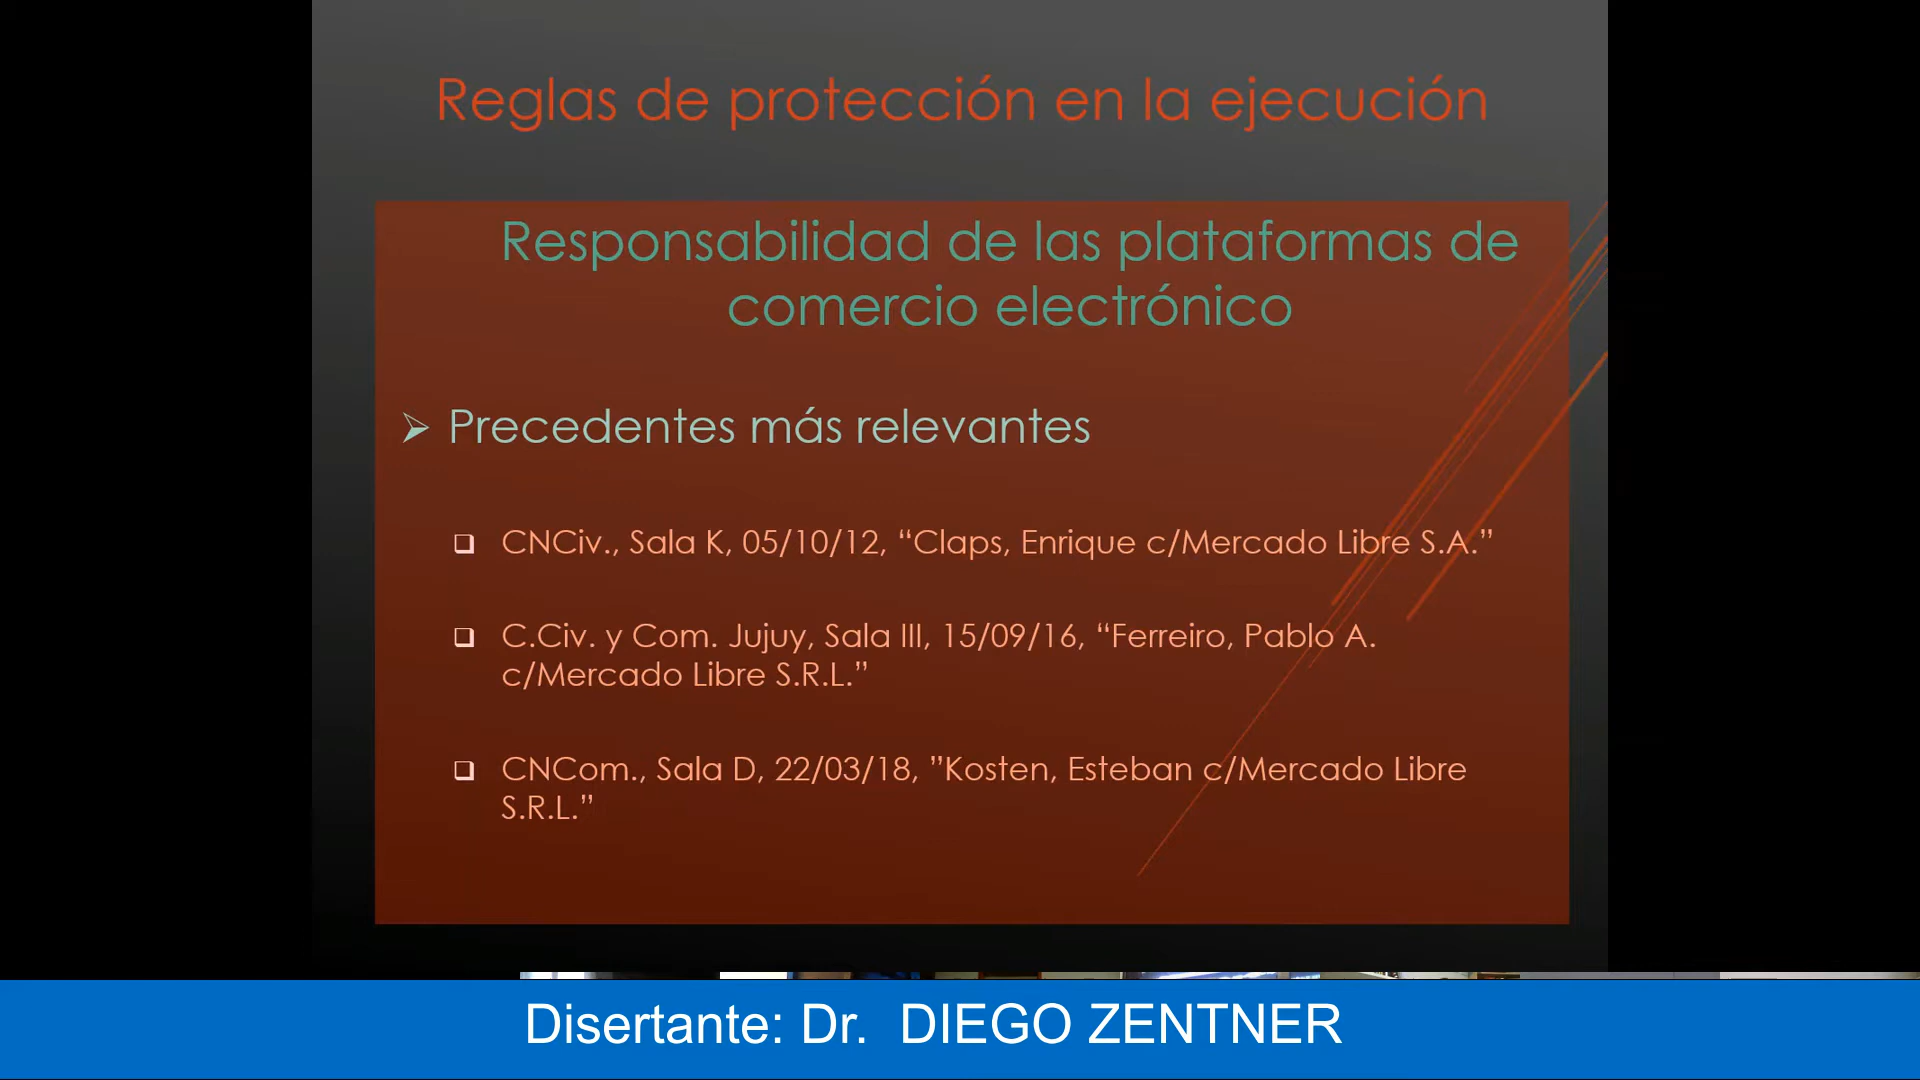 Reglas de protección en la ejecución
Responsabilidad de las plataformas de
comercio electrónico
Precedentes más relevantes
CNCiv., Sala K, 05/10/12, “Claps, Enrique c/Mercado Libre S.A.”
C.Civ. y Com. Jujuy, Sala III, 15/09/16, “Ferreiro, Pablo A.
c/Mercado Libre S.R.L.”
CNCom., Sala D, 22/03/18, ”Kosten, Esteban c/Mercado Libre
S.R.L.”
Disertante: Dr. DIEGO ZENTNER